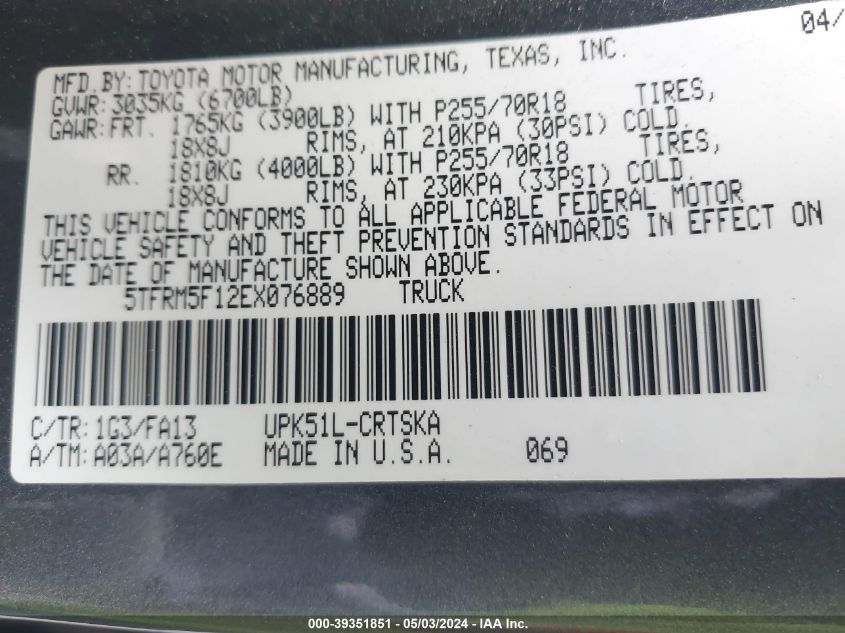 04/
MFD.BY: TOYOTA MOTOR MANUFACTURING, TEXAS, INC.
GVWR: 3035KG (6700LB)
GAWR: FRT. 1765KG (3900LB) WITH P255/70R18 TIRES,
18X8J RIMS, AT 210KPA (30PSI) COLD.
RR. 1810KG (4000LB) WITH P255/70R18 TIRES,
18X8J RIMS, AT 230KPA (33PSI) COLD.
THIS VEHICLE CONFORMS TO ALL APPLICABLE FEDERAL MOTOR
VEHICLE SAFETY AND THEFT PREVENTION STANDARDS IN EFFECT ON
THE DATE OF MANUFACTURE SHOWN ABOVE.
5TFRM5F12EX076889 TRUCK
C/TR: 1G3/FA13 UPK51L-CRTSKA
A/TM: A03A/A760E MADE IN U.S.A. 069
000-39351851 - 05/03/2024 - IAA Inc.